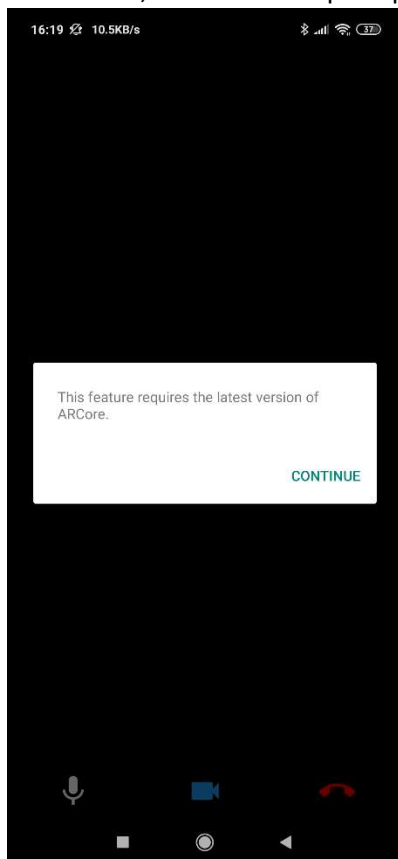 16:19 10.5KB/s 37
This feature requires the latest version of
ARCore.
CONTINUE